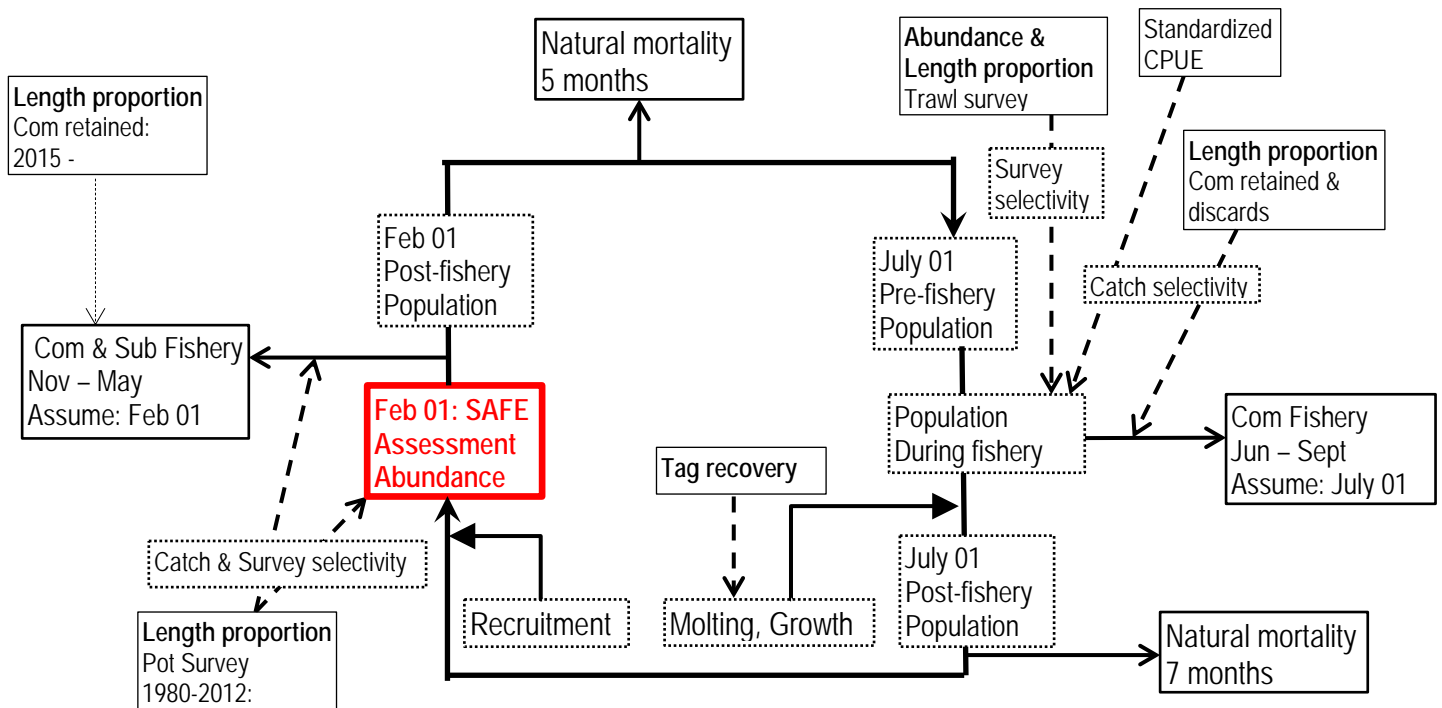 Natural mortality
5 months
Abundance &
Length proportion
Trawl survey
Standardized
CPUE
Length proportion
Com retained:
2015 -
Survey
selectivity
Length proportion
Com retained &
discards
Feb 01
Post-fishery
Population
July 01
Pre-fishery
Population
Catch selectivity
Com & Sub Fishery
Nov – May
Assume: Feb 01
Feb 01: SAFE
Assessment
Abundance
Population
During fishery
Com Fishery
Jun – Sept
Assume: July 01
Tag recovery
Catch & Survey selectivity
July 01
Post-fishery
Population
Recruitment
Molting, Growth
Length proportion
Pot Survey
1980-2012:
Natural mortality
7 months